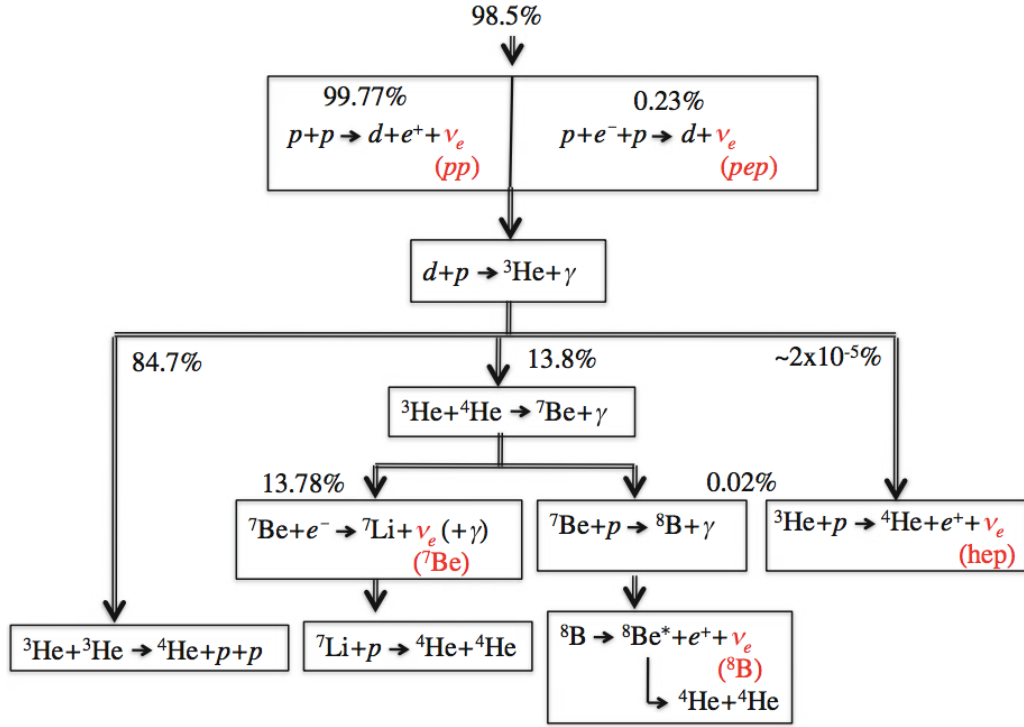 98.5%
99.77%
p+p → d+e⁺+νₑ
(pp)
0.23%
p+e⁻+p → d+νₑ
(pep)
d+p → ³He+γ
84.7%
13.8%
~2x10⁻⁵%
³He+⁴He → ⁷Be+γ
13.78%
0.02%
⁷Be+e⁻ → ⁷Li+νₑ (+γ)
(⁷Be)
⁷Be+p → ⁸B+γ
³He+p → ⁴He+e⁺+νₑ
(hep)
³He+³He → ⁴He+p+p
⁷Li+p → ⁴He+⁴He
⁸B → ⁸Be*+e⁺+νₑ
(⁸B)
⁴He+⁴He